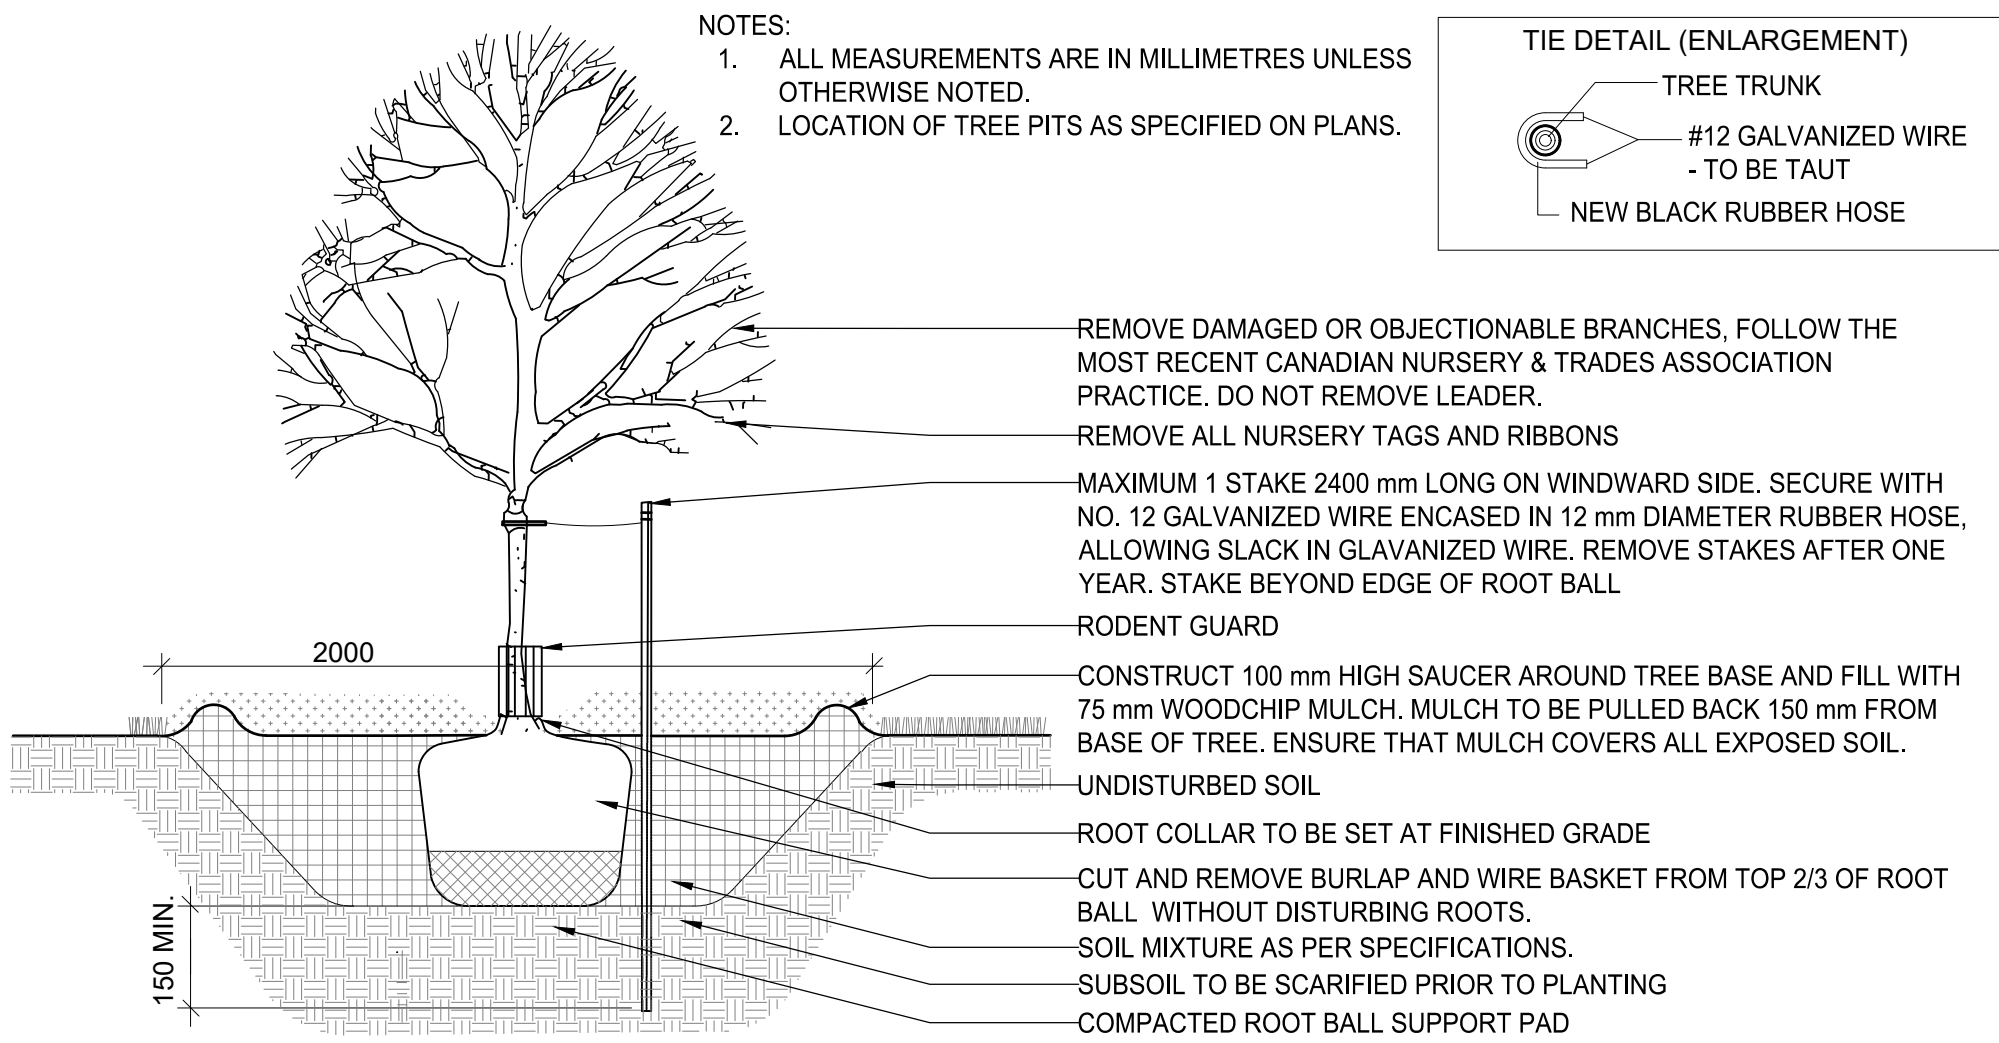 NOTES:
1. ALL MEASUREMENTS ARE IN MILLIMETRES UNLESS
OTHERWISE NOTED.
2. LOCATION OF TREE PITS AS SPECIFIED ON PLANS.
TIE DETAIL (ENLARGEMENT)
TREE TRUNK
#12 GALVANIZED WIRE
- TO BE TAUT
NEW BLACK RUBBER HOSE
REMOVE DAMAGED OR OBJECTIONABLE BRANCHES, FOLLOW THE
MOST RECENT CANADIAN NURSERY & TRADES ASSOCIATION
PRACTICE. DO NOT REMOVE LEADER.
REMOVE ALL NURSERY TAGS AND RIBBONS
MAXIMUM 1 STAKE 2400 mm LONG ON WINDWARD SIDE. SECURE WITH
NO. 12 GALVANIZED WIRE ENCASED IN 12 mm DIAMETER RUBBER HOSE,
ALLOWING SLACK IN GLAVANIZED WIRE. REMOVE STAKES AFTER ONE
YEAR. STAKE BEYOND EDGE OF ROOT BALL
RODENT GUARD
2000
CONSTRUCT 100 mm HIGH SAUCER AROUND TREE BASE AND FILL WITH
75 mm WOODCHIP MULCH. MULCH TO BE PULLED BACK 150 mm FROM
BASE OF TREE. ENSURE THAT MULCH COVERS ALL EXPOSED SOIL.
UNDISTURBED SOIL
ROOT COLLAR TO BE SET AT FINISHED GRADE
CUT AND REMOVE BURLAP AND WIRE BASKET FROM TOP 2/3 OF ROOT
BALL WITHOUT DISTURBING ROOTS.
SOIL MIXTURE AS PER SPECIFICATIONS.
SUBSOIL TO BE SCARIFIED PRIOR TO PLANTING
COMPACTED ROOT BALL SUPPORT PAD
150 MIN.